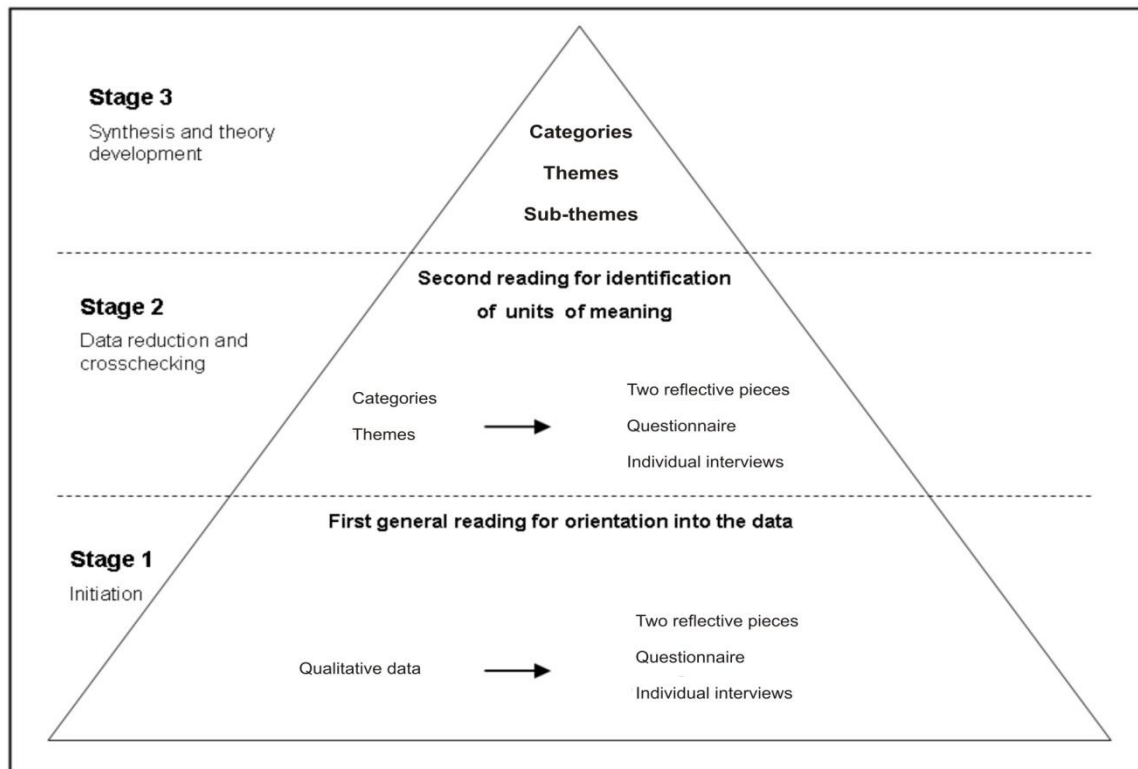 Stage 3
Synthesis and theory
development
Categories
Themes
Sub-themes
Second reading for identification
of units of meaning
Stage 2
Data reduction and
crosschecking
Categories
Themes
Two reflective pieces
Questionnaire
Individual interviews
First general reading for orientation into the data
Stage 1
Initiation
Qualitative data
Two reflective pieces
Questionnaire
Individual interviews